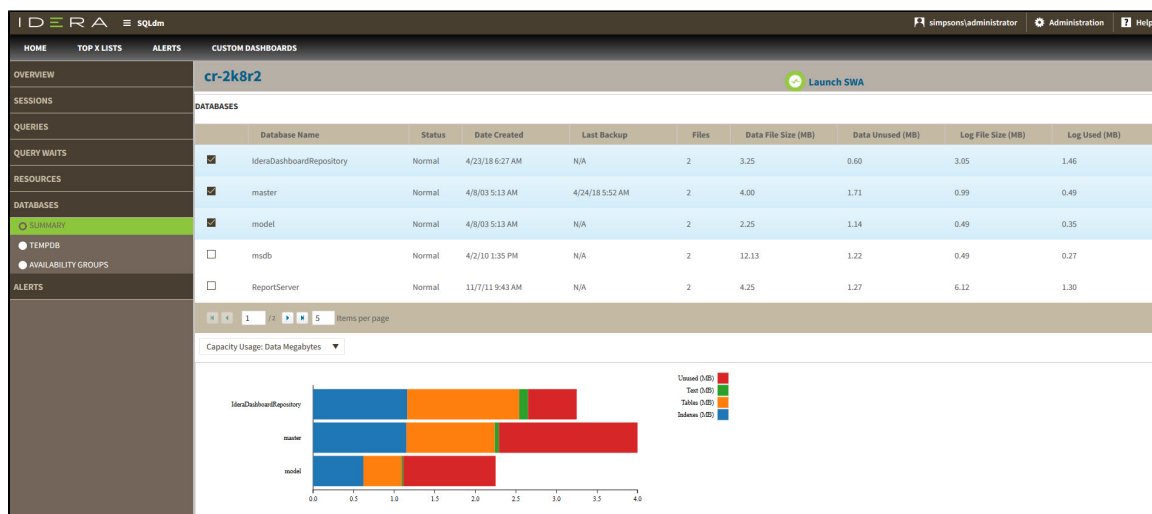 IDERA ≡ SQLdm simpsons\administrator Administration ? Help
HOME TOP X LISTS ALERTS CUSTOM DASHBOARDS
OVERVIEW
SESSIONS
QUERIES
QUERY WAITS
RESOURCES
DATABASES
SUMMARY
TEMPDB
AVAILABILITY GROUPS
ALERTS
cr-2k8r2 Launch SWA
DATABASES
Database Name Status Date Created Last Backup Files Data File Size (MB) Data Unused (MB) Log File Size (MB) Log Used (MB)
IderaDashboardRepository Normal 4/23/18 6:27 AM N/A 2 3.25 0.60 3.05 1.46
master Normal 4/8/03 5:13 AM 4/24/18 5:52 AM 2 4.00 1.71 0.99 0.49
model Normal 4/8/03 5:13 AM N/A 2 2.25 1.14 0.49 0.35
msdb Normal 4/2/10 1:35 PM N/A 2 12.13 1.22 0.49 0.27
ReportServer Normal 11/7/11 9:43 AM N/A 2 4.25 1.27 6.12 1.30
1 / 2 5 Items per page
Capacity Usage: Data Megabytes ▼
Unused (MB)
Text (MB)
Tables (MB)
Indexes (MB)
IderaDashboardRepository
master
model
0.0 0.5 1.0 1.5 2.0 2.5 3.0 3.5 4.0